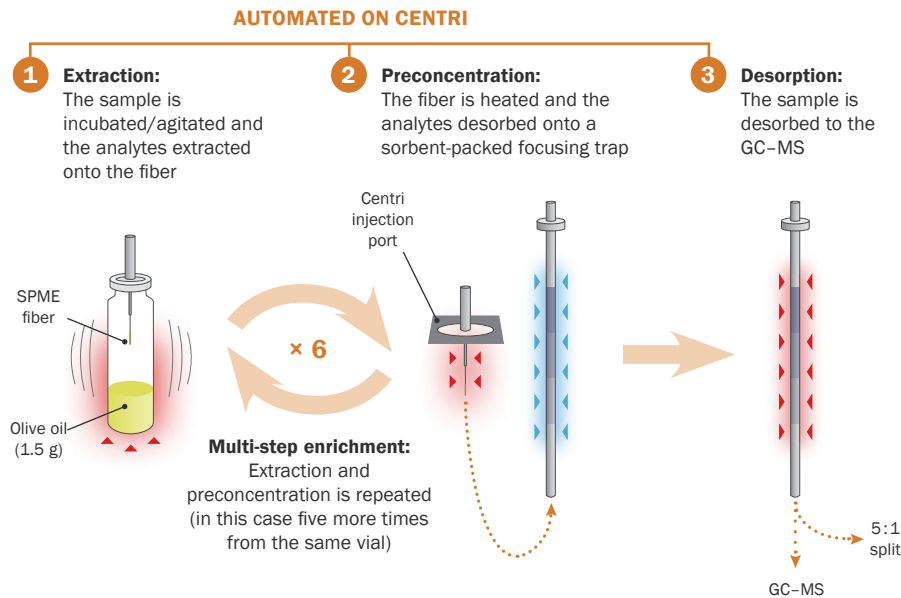 AUTOMATED ON CENTRI
1
Extraction:
The sample is
incubated/agitated and
the analytes extracted
onto the fiber
2
Preconcentration:
The fiber is heated and the
analytes desorbed onto a
sorbent-packed focusing trap
3
Desorption:
The sample is
desorbed to the
GC–MS
Centri
injection
port
SPME
fiber
× 6
Olive oil
(1.5 g)
Multi-step enrichment:
Extraction and
preconcentration is repeated
(in this case five more times
from the same vial)
5:1
split
GC–MS